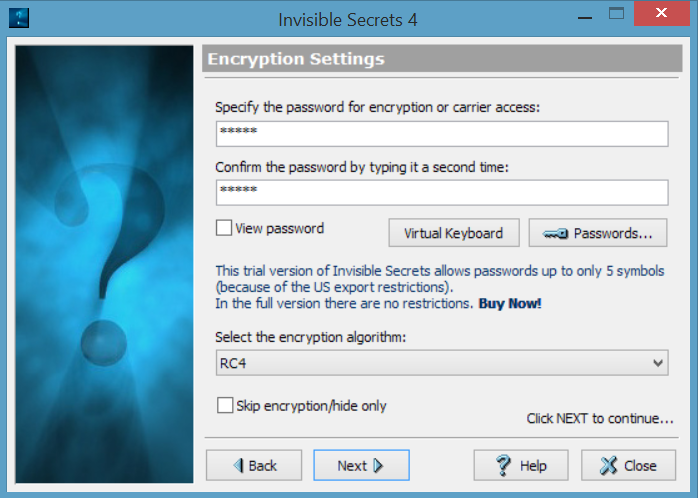 Invisible Secrets 4
Encryption Settings
Specify the password for encryption or carrier access:
*****
Confirm the password by typing it a second time:
*****
View password
Virtual Keyboard
Passwords...
This trial version of Invisible Secrets allows passwords up to only 5 symbols
(because of the US export restrictions).
In the full version there are no restrictions. Buy Now!
Select the encryption algorithm:
RC4
Skip encryption/hide only
Click NEXT to continue...
Back
Next
Help
Close